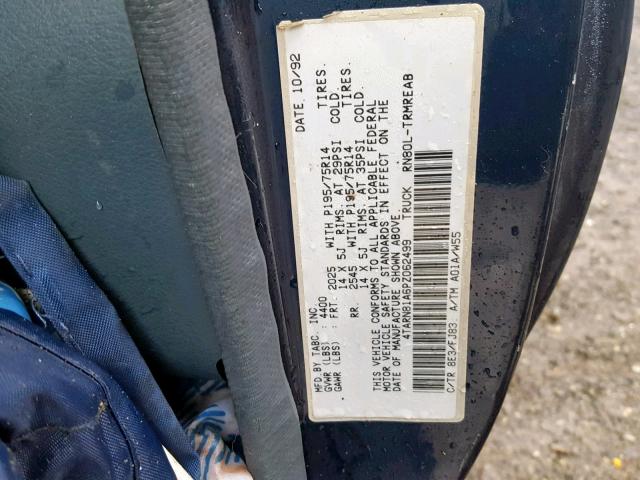 MFD.BY TABC, INC DATE, 10/92
GVWR (LBS) : 4400
GAWR (LBS) : FRT. 2025 WITH P195/75R14 TIRES.
14 X 5J RIMS. AT 29PSI COLD.
RR. 2545 WITH P195/75R14 TIRES.
14 X 5J RIMS. AT 35PSI COLD.
THIS VEHICLE CONFORMS TO ALL APPLICABLE FEDERAL
MOTOR VEHICLE SAFETY STANDARDS IN EFFECT ON THE
DATE OF MANUFACTURE SHOWN ABOVE.
4TARN81A6PZ062499 TRUCK RN80L-TRMREAB
C/TR 8E3/FJ83. A/TM A01A/W55